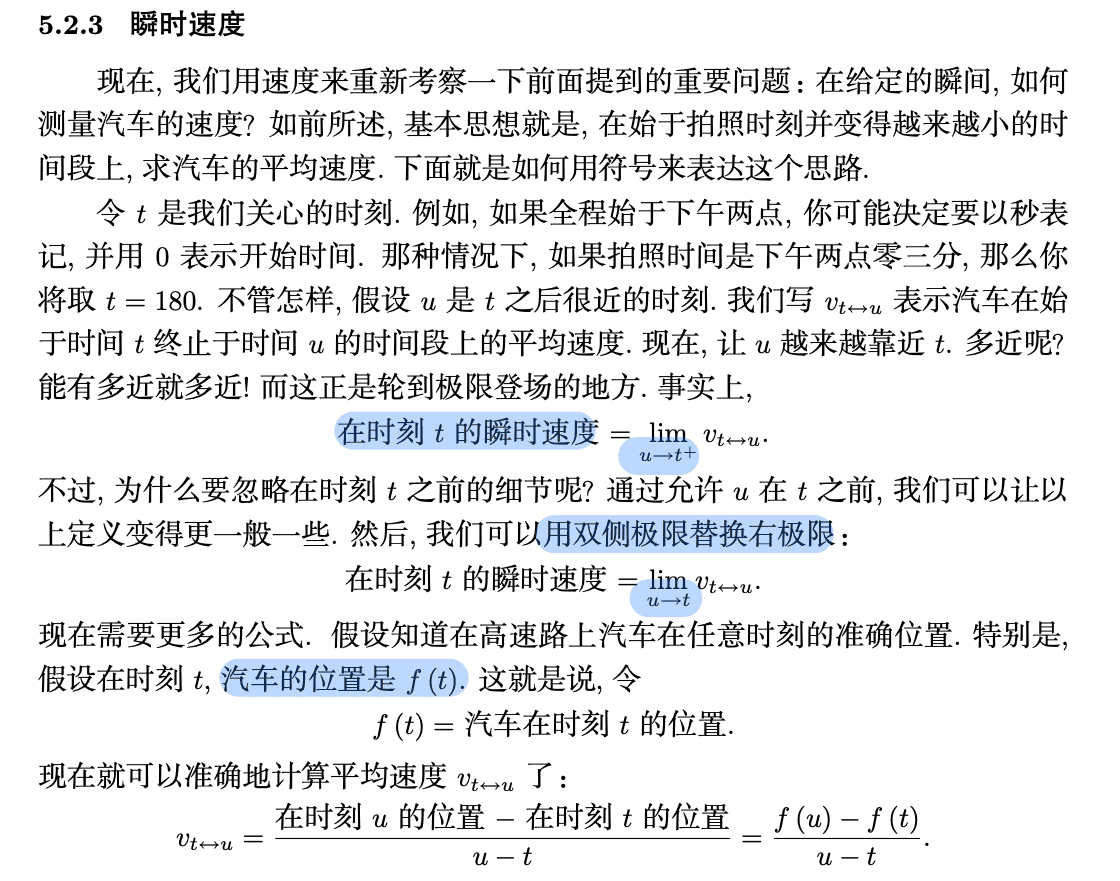 5.2.3 瞬时速度
现在, 我们用速度来重新考察一下前面提到的重要问题: 在给定的瞬间, 如何
测量汽车的速度? 如前所述, 基本思想就是, 在始于拍照时刻并变得越来越小的时
间段上, 求汽车的平均速度. 下面就是如何用符号来表达这个思路.
令 t 是我们关心的时刻. 例如, 如果全程始于下午两点, 你可能决定要以秒表
记, 并用 0 表示开始时间. 那种情况下, 如果拍照时间是下午两点零三分, 那么你
将取 t = 180. 不管怎样, 假设 u 是 t 之后很近的时刻. 我们写 v_{t↔u} 表示汽车在始
于时间 t 终止于时间 u 的时间段上的平均速度. 现在, 让 u 越来越靠近 t. 多近呢?
能有多近就多近! 而这正是轮到极限登场的地方. 事实上,
在时刻 t 的瞬时速度 = lim_{u→t+} v_{t↔u}.
不过, 为什么要忽略在时刻 t 之前的细节呢? 通过允许 u 在 t 之前, 我们可以让以
上定义变得更一般一些. 然后, 我们可以用双侧极限替换右极限:
在时刻 t 的瞬时速度 = lim_{u→t} v_{t↔u}.
现在需要更多的公式. 假设知道在高速路上汽车在任意时刻的准确位置. 特别是,
假设在时刻 t, 汽车的位置是 f (t). 这就是说, 令
f (t) = 汽车在时刻 t 的位置.
现在就可以准确地计算平均速度 v_{t↔u} 了:
v_{t↔u} = \frac{在时刻 u 的位置 − 在时刻 t 的位置}{u − t} = \frac{f (u) − f (t)}{u − t}.